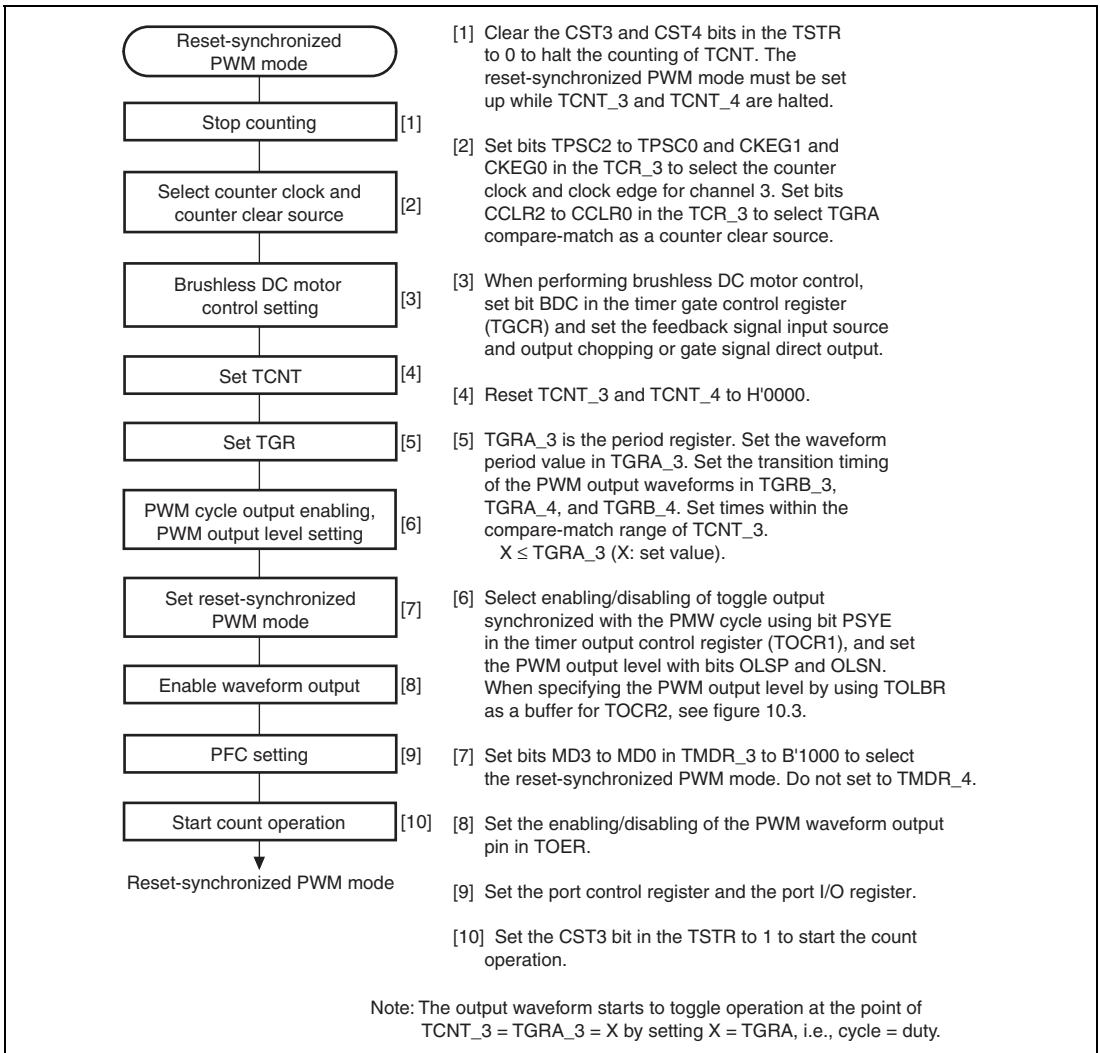 Reset-synchronized
PWM mode
Stop counting
[1]
Select counter clock and
counter clear source
[2]
Brushless DC motor
control setting
[3]
Set TCNT
[4]
Set TGR
[5]
PWM cycle output enabling,
PWM output level setting
[6]
Set reset-synchronized
PWM mode
[7]
Enable waveform output
[8]
PFC setting
[9]
Start count operation
[10]
Reset-synchronized PWM mode
[1] Clear the CST3 and CST4 bits in the TSTR
to 0 to halt the counting of TCNT. The
reset-synchronized PWM mode must be set
up while TCNT_3 and TCNT_4 are halted.
[2] Set bits TPSC2 to TPSC0 and CKEG1 and
CKEG0 in the TCR_3 to select the counter
clock and clock edge for channel 3. Set bits
CCLR2 to CCLR0 in the TCR_3 to select TGRA
compare-match as a counter clear source.
[3] When performing brushless DC motor control,
set bit BDC in the timer gate control register
(TGCR) and set the feedback signal input source
and output chopping or gate signal direct output.
[4] Reset TCNT_3 and TCNT_4 to H'0000.
[5] TGRA_3 is the period register. Set the waveform
period value in TGRA_3. Set the transition timing
of the PWM output waveforms in TGRB_3,
TGRA_4, and TGRB_4. Set times within the
compare-match range of TCNT_3.
X ≤ TGRA_3 (X: set value).
[6] Select enabling/disabling of toggle output
synchronized with the PMW cycle using bit PSYE
in the timer output control register (TOCR1), and set
the PWM output level with bits OLSP and OLSN.
When specifying the PWM output level by using TOLBR
as a buffer for TOCR2, see figure 10.3.
[7] Set bits MD3 to MD0 in TMDR_3 to B'1000 to select
the reset-synchronized PWM mode. Do not set to TMDR_4.
[8] Set the enabling/disabling of the PWM waveform output
pin in TOER.
[9] Set the port control register and the port I/O register.
[10] Set the CST3 bit in the TSTR to 1 to start the count
operation.
Note: The output waveform starts to toggle operation at the point of
TCNT_3 = TGRA_3 = X by setting X = TGRA, i.e., cycle = duty.